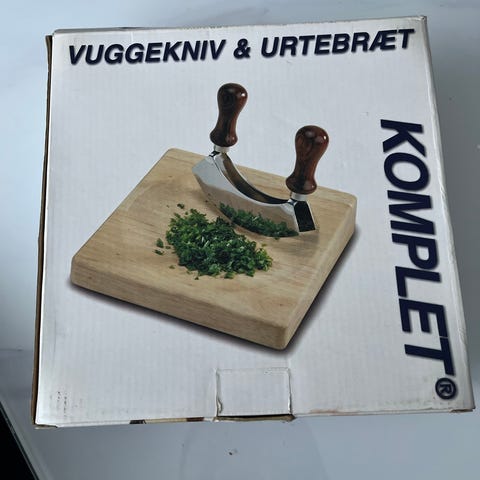 VUGGEKNIV & URTEBRÆT
KOMPLET®